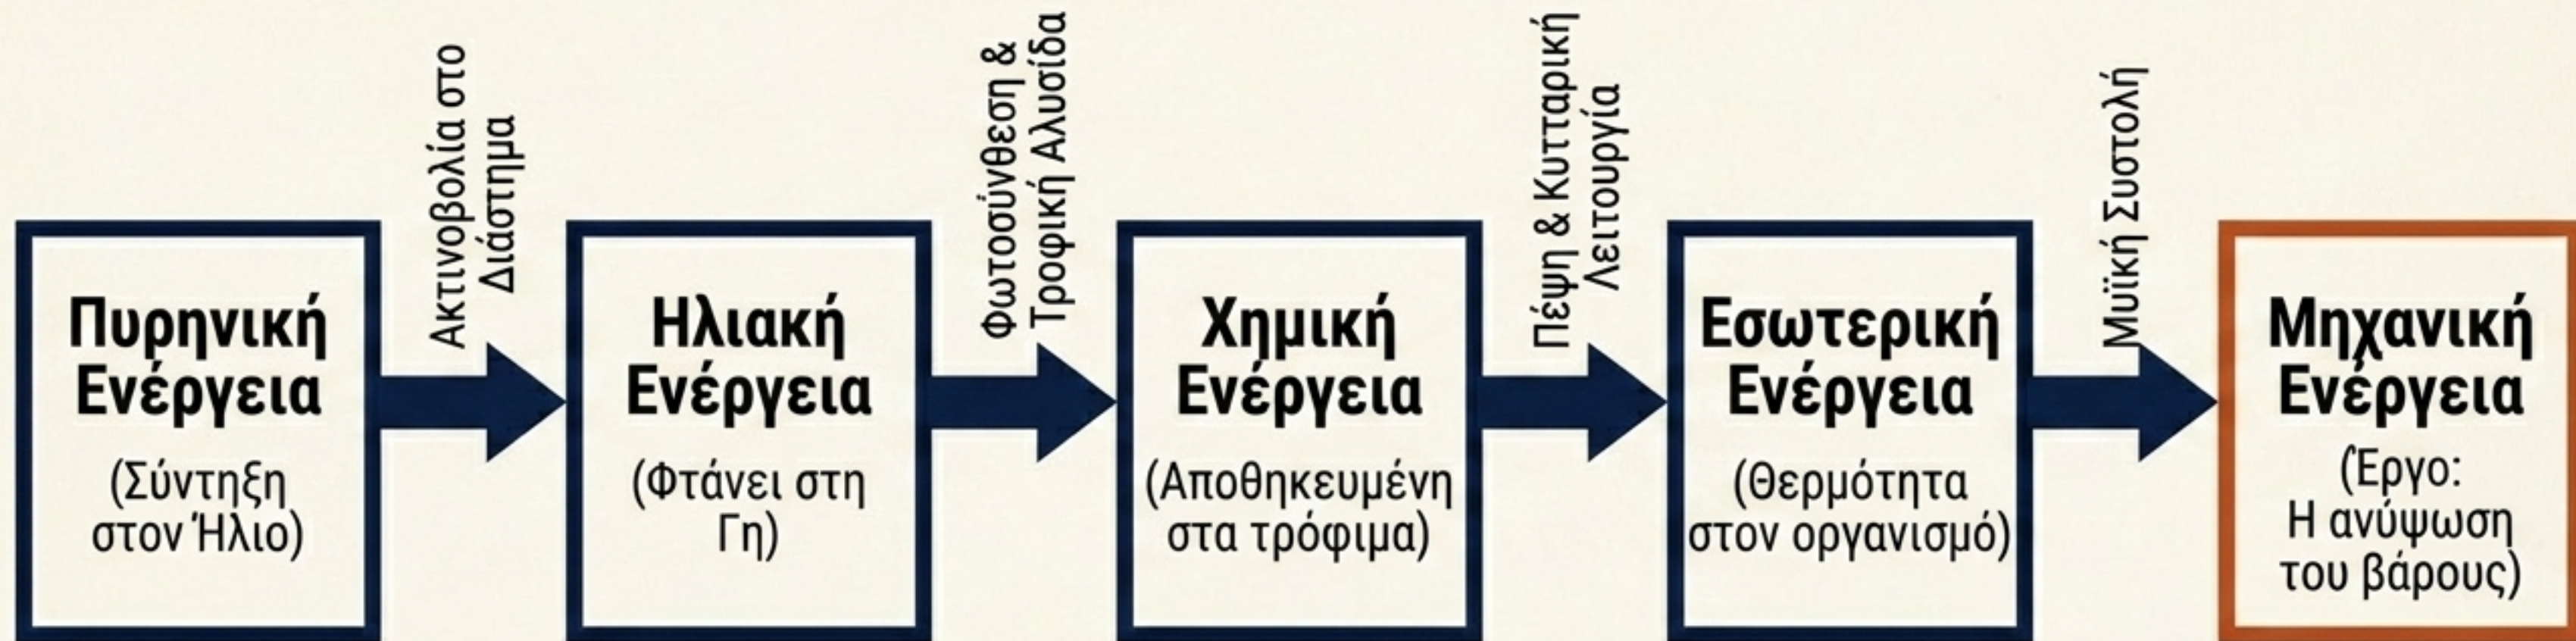 Πυρηνική
Ενέργεια
(Σύντηξη
στον Ήλιο)
Ακτινοβολία στο
Διάστημα
Ηλιακή
Ενέργεια
(Φτάνει στη
Γη)
Φωτοσύνθεση &
Τροφική Αλυσίδα
Χημική
Ενέργεια
(Αποθηκευμένη
στα τρόφιμα)
Πέψη & Κυτταρική
Λειτουργία
Εσωτερική
Ενέργεια
(Θερμότητα
στον οργανισμό)
Μυϊκή Συστολή
Μηχανική
Ενέργεια
(Έργο:
Η ανύψωση
του βάρους)